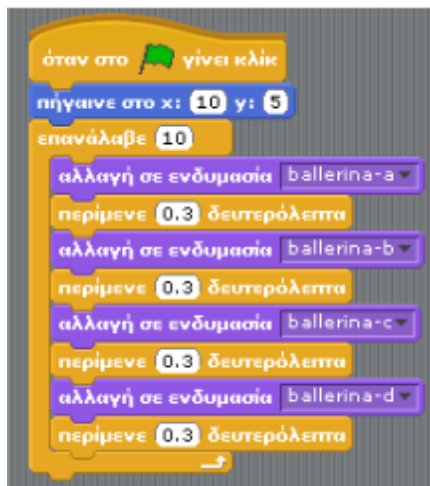 όταν στο γίνει κλικ
πήγαινε στο x: 10 y: 5
επανάλαβε 10
αλλαγή σε ενδυμασία ballerina-a
περίμενε 0.3 δευτερόλεπτα
αλλαγή σε ενδυμασία ballerina-b
περίμενε 0.3 δευτερόλεπτα
αλλαγή σε ενδυμασία ballerina-c
περίμενε 0.3 δευτερόλεπτα
αλλαγή σε ενδυμασία ballerina-d
περίμενε 0.3 δευτερόλεπτα